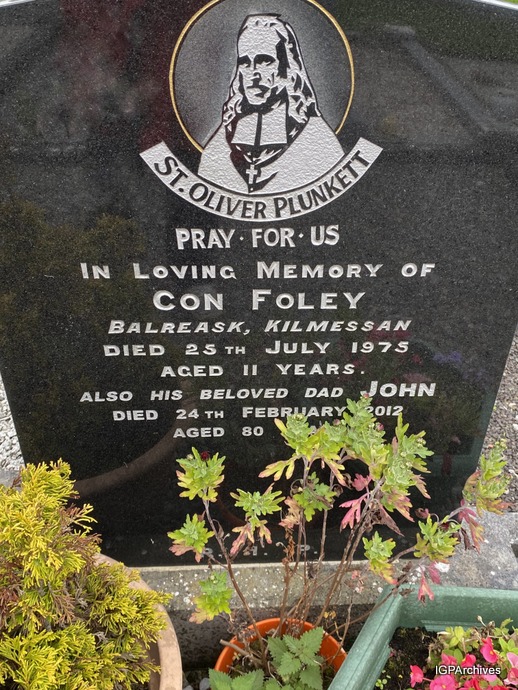 ST. OLIVER PLUNKETT
PRAY · FOR · US
IN LOVING MEMORY OF
CON FOLEY
BALREASK, KILMESSAN
DIED 25TH JULY 1975
AGED 11 YEARS.
ALSO HIS BELOVED DAD JOHN
DIED 24TH FEBRUARY 2012
AGED 80
IGPArchives